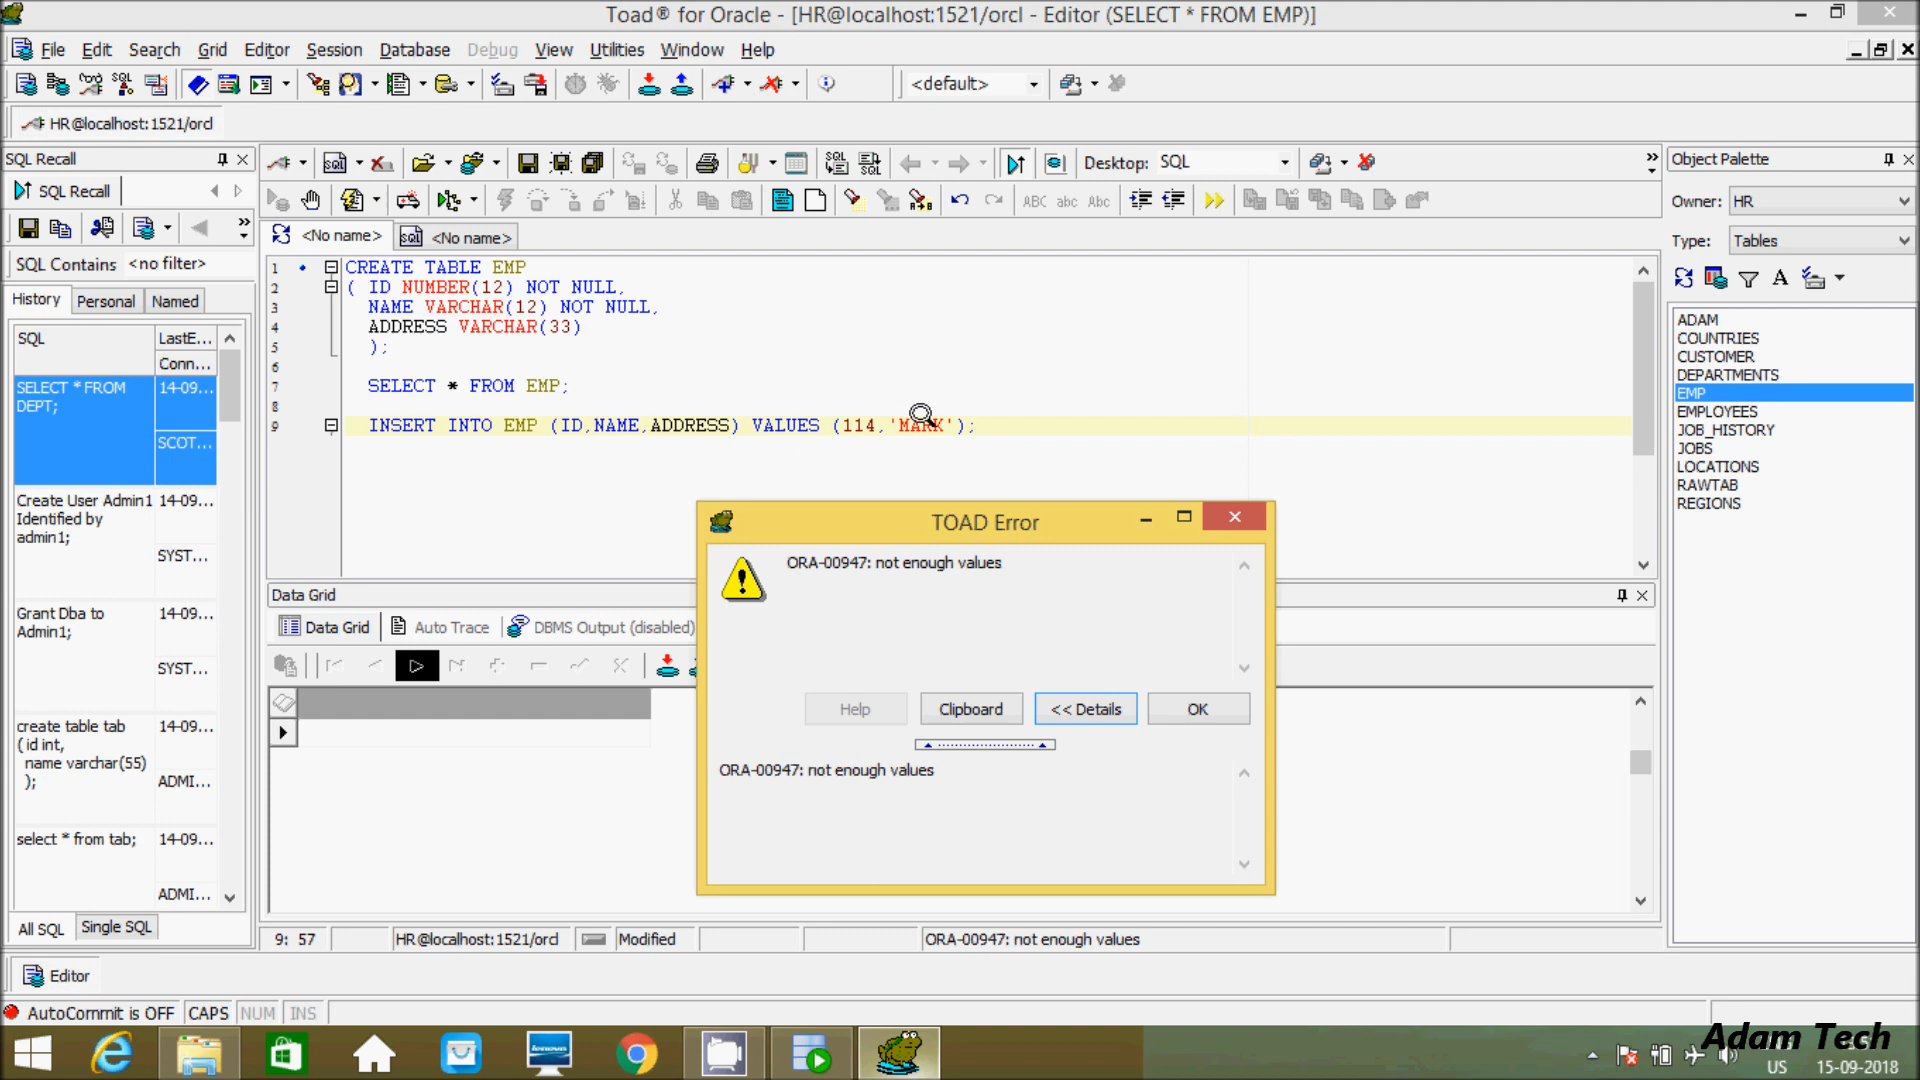 Toad® for Oracle - [HR@localhost:1521/orcl - Editor (SELECT * FROM EMP)]
File Edit Search Grid Editor Session Database Debug View Utilities Window Help
<default>
HR@localhost:1521/orcl
SQL Recall
SQL Recall
SQL Contains <no filter>
History Personal Named
SQL LastE...
Conn...
SELECT * FROM DEPT; 14-09...
SCOT...
Create User Admin1 14-09...
Identified by
admin1;
SYST...
Grant Dba to 14-09...
Admin1;
SYST...
create table tab 14-09...
( id int,
name varchar(55)
);
ADMI...
select * from tab; 14-09...
ADMI...
All SQL Single SQL
Desktop: SQL
SQL
ABC abc Abc
<No name> SQL <No name>
1 CREATE TABLE EMP
2 ( ID NUMBER(12) NOT NULL,
3 NAME VARCHAR(12) NOT NULL,
4 ADDRESS VARCHAR(33)
5 );
6
7 SELECT * FROM EMP;
8
9 INSERT INTO EMP (ID,NAME,ADDRESS) VALUES (114,'MARK');
Data Grid
Data Grid Auto Trace DBMS Output (disabled)
TOAD Error
ORA-00947: not enough values
Help Clipboard << Details OK
ORA-00947: not enough values
9: 57 HR@localhost:1521/orcl Modified ORA-00947: not enough values
Object Palette
Owner: HR
Type: Tables
A
ADAM
COUNTRIES
CUSTOMER
DEPARTMENTS
EMP
EMPLOYEES
JOB_HISTORY
JOBS
LOCATIONS
RAWTAB
REGIONS
Editor
AutoCommit is OFF CAPS NUM INS
Adam Tech
US 15-09-2018